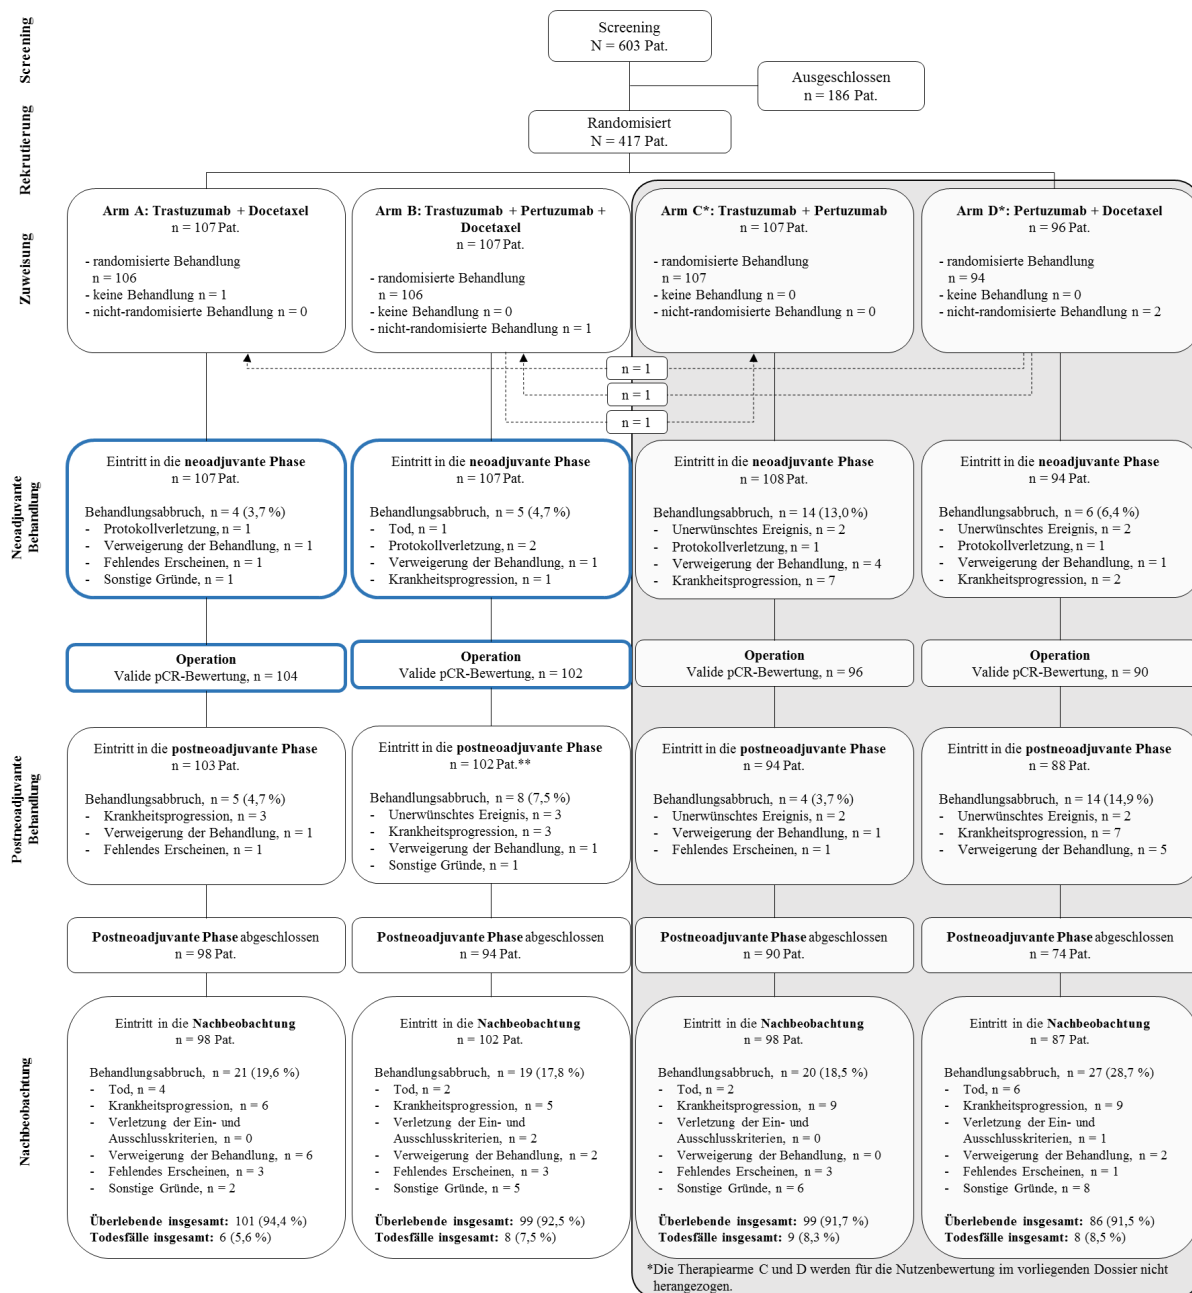 Screening
Screening
N = 603 Pat.
Ausgeschlossen
n = 186 Pat.
Rekrutierung
Randomisiert
N = 417 Pat.
Zuweisung
Arm A: Trastuzumab + Docetaxel
n = 107 Pat.
- randomisierte Behandlung
n = 106
- keine Behandlung n = 1
- nicht-randomisierte Behandlung n = 0
Arm B: Trastuzumab + Pertuzumab +
Docetaxel
n = 107 Pat.
- randomisierte Behandlung
n = 106
- keine Behandlung n = 0
- nicht-randomisierte Behandlung n = 1
Arm C*: Trastuzumab + Pertuzumab
n = 107 Pat.
- randomisierte Behandlung
n = 107
- keine Behandlung n = 0
- nicht-randomisierte Behandlung n = 0
Arm D*: Pertuzumab + Docetaxel
n = 96 Pat.
- randomisierte Behandlung
n = 94
- keine Behandlung n = 0
- nicht-randomisierte Behandlung n = 2
n = 1
n = 1
n = 1
Neoadjuvante
Behandlung
Eintritt in die neoadjuvante Phase
n = 107 Pat.
Behandlungsabbruch, n = 4 (3,7 %)
- Protokollverletzung, n = 1
- Verweigerung der Behandlung, n = 1
- Fehlendes Erscheinen, n = 1
- Sonstige Gründe, n = 1
Eintritt in die neoadjuvante Phase
n = 107 Pat.
Behandlungsabbruch, n = 5 (4,7 %)
- Tod, n = 1
- Protokollverletzung, n = 2
- Verweigerung der Behandlung, n = 1
- Krankheitsprogression, n = 1
Eintritt in die neoadjuvante Phase
n = 108 Pat.
Behandlungsabbruch, n = 14 (13,0 %)
- Unerwünschtes Ereignis, n = 2
- Protokollverletzung, n = 1
- Verweigerung der Behandlung, n = 4
- Krankheitsprogression, n = 7
Eintritt in die neoadjuvante Phase
n = 94 Pat.
Behandlungsabbruch, n = 6 (6,4 %)
- Unerwünschtes Ereignis, n = 2
- Protokollverletzung, n = 1
- Verweigerung der Behandlung, n = 1
- Krankheitsprogression, n = 2
Operation
Valide pCR-Bewertung, n = 104
Operation
Valide pCR-Bewertung, n = 102
Operation
Valide pCR-Bewertung, n = 96
Operation
Valide pCR-Bewertung, n = 90
Postneoadjuvante
Behandlung
Eintritt in die postneoadjuvante Phase
n = 103 Pat.
Behandlungsabbruch, n = 5 (4,7 %)
- Krankheitsprogression, n = 3
- Verweigerung der Behandlung, n = 1
- Fehlendes Erscheinen, n = 1
Eintritt in die postneoadjuvante Phase
n = 102 Pat.**
Behandlungsabbruch, n = 8 (7,5 %)
- Unerwünschtes Ereignis, n = 3
- Krankheitsprogression, n = 3
- Verweigerung der Behandlung, n = 1
- Sonstige Gründe, n = 1
Eintritt in die postneoadjuvante Phase
n = 94 Pat.
Behandlungsabbruch, n = 4 (3,7 %)
- Unerwünschtes Ereignis, n = 2
- Verweigerung der Behandlung, n = 1
- Fehlendes Erscheinen, n = 1
Eintritt in die postneoadjuvante Phase
n = 88 Pat.
Behandlungsabbruch, n = 14 (14,9 %)
- Unerwünschtes Ereignis, n = 2
- Krankheitsprogression, n = 7
- Verweigerung der Behandlung, n = 5
Postneoadjuvante Phase abgeschlossen
n = 98 Pat.
Postneoadjuvante Phase abgeschlossen
n = 94 Pat.
Postneoadjuvante Phase abgeschlossen
n = 90 Pat.
Postneoadjuvante Phase abgeschlossen
n = 74 Pat.
Nachbeobachtung
Eintritt in die Nachbeobachtung
n = 98 Pat.
Behandlungsabbruch, n = 21 (19,6 %)
- Tod, n = 4
- Krankheitsprogression, n = 6
- Verletzung der Ein- und
Ausschlusskriterien, n = 0
- Verweigerung der Behandlung, n = 6
- Fehlendes Erscheinen, n = 3
- Sonstige Gründe, n = 2
Überlebende insgesamt: 101 (94,4 %)
Todesfälle insgesamt: 6 (5,6 %)
Eintritt in die Nachbeobachtung
n = 102 Pat.
Behandlungsabbruch, n = 19 (17,8 %)
- Tod, n = 2
- Krankheitsprogression, n = 5
- Verletzung der Ein- und
Ausschlusskriterien, n = 2
- Verweigerung der Behandlung, n = 2
- Fehlendes Erscheinen, n = 3
- Sonstige Gründe, n = 5
Überlebende insgesamt: 99 (92,5 %)
Todesfälle insgesamt: 8 (7,5 %)
Eintritt in die Nachbeobachtung
n = 98 Pat.
Behandlungsabbruch, n = 20 (18,5 %)
- Tod, n = 2
- Krankheitsprogression, n = 9
- Verletzung der Ein- und
Ausschlusskriterien, n = 0
- Verweigerung der Behandlung, n = 0
- Fehlendes Erscheinen, n = 3
- Sonstige Gründe, n = 6
Überlebende insgesamt: 99 (91,7 %)
Todesfälle insgesamt: 9 (8,3 %)
Eintritt in die Nachbeobachtung
n = 87 Pat.
Behandlungsabbruch, n = 27 (28,7 %)
- Tod, n = 6
- Krankheitsprogression, n = 9
- Verletzung der Ein- und
Ausschlusskriterien, n = 1
- Verweigerung der Behandlung, n = 2
- Fehlendes Erscheinen, n = 1
- Sonstige Gründe, n = 8
Überlebende insgesamt: 86 (91,5 %)
Todesfälle insgesamt: 8 (8,5 %)
*Die Therapiearme C und D werden für die Nutzenbewertung im vorliegenden Dossier nicht
herangezogen.